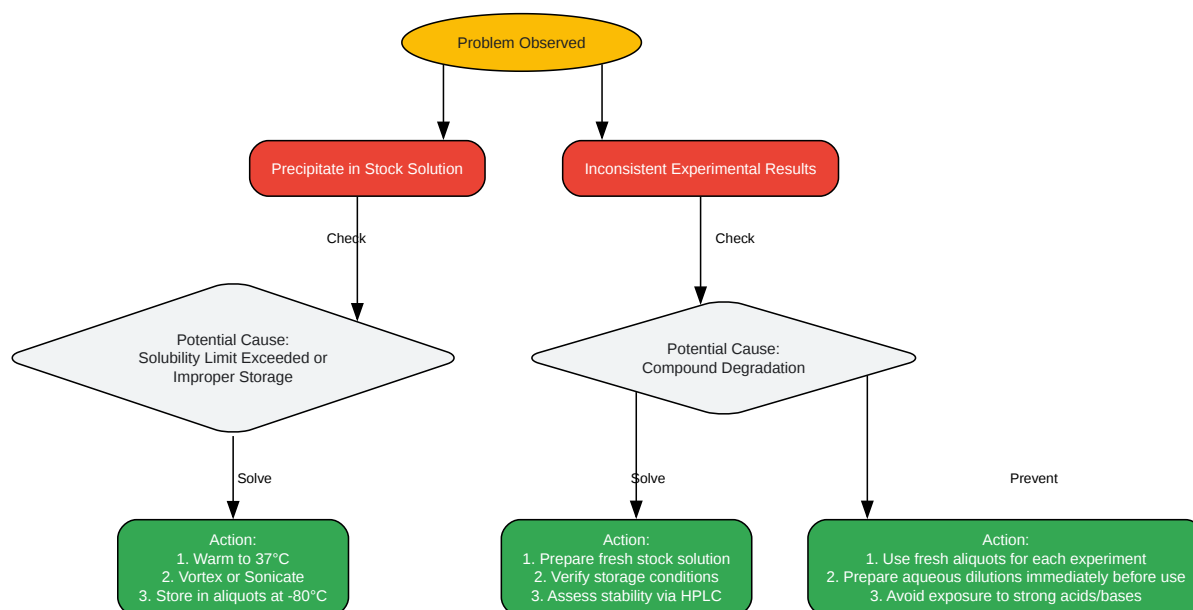 Problem Observed
Precipitate in Stock Solution
Inconsistent Experimental Results
Check
Check
Potential Cause:
Solubility Limit Exceeded or
Improper Storage
Potential Cause:
Compound Degradation
Solve
Solve
Prevent
Action:
1. Warm to 37°C
2. Vortex or Sonicate
3. Store in aliquots at -80°C
Action:
1. Prepare fresh stock solution
2. Verify storage conditions
3. Assess stability via HPLC
Action:
1. Use fresh aliquots for each experiment
2. Prepare aqueous dilutions immediately before use
3. Avoid exposure to strong acids/bases